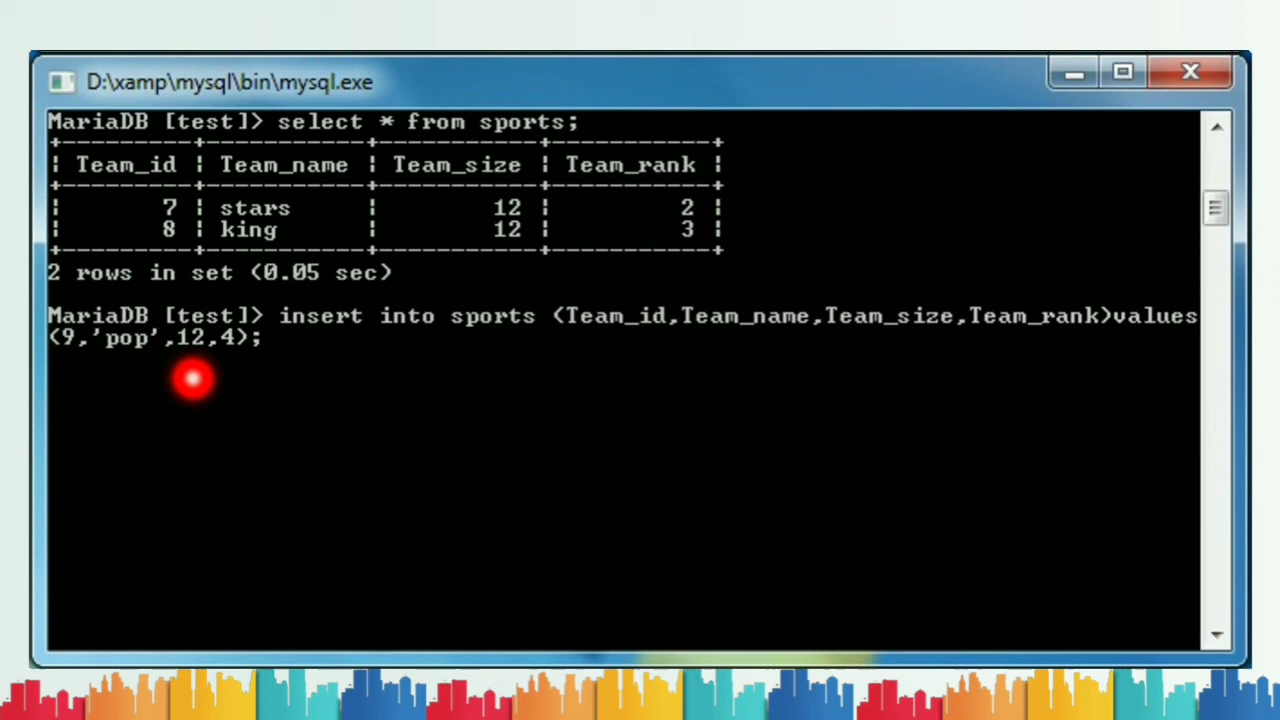 D:\xamp\mysql\bin\mysql.exe
MariaDB [test]> select * from sports;
+---------+-----------+-----------+-----------+
| Team_id | Team_name | Team_size | Team_rank |
+---------+-----------+-----------+-----------+
|       7 | stars     |        12 |         2 |
|       8 | king      |        12 |         3 |
+---------+-----------+-----------+-----------+
2 rows in set (0.05 sec)
MariaDB [test]> insert into sports (Team_id,Team_name,Team_size,Team_rank)values
(9,'pop',12,4);